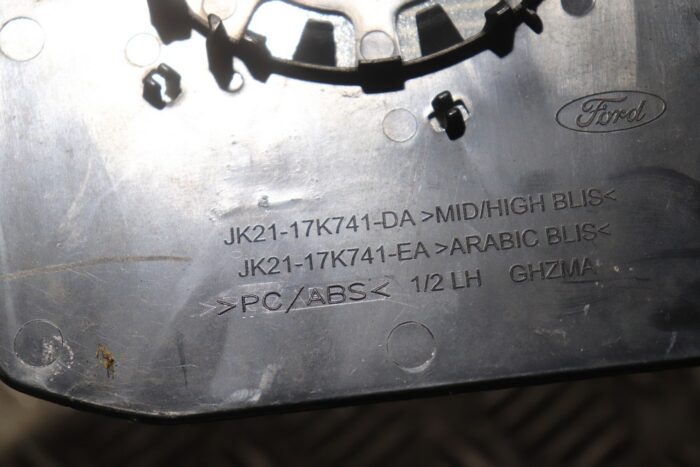 Ford
JK21-17K741-DA >MID/HIGH BLIS<
JK21-17K741-EA >ARABIC BLIS<
>PC/ABS< 1/2 LH GHZMA